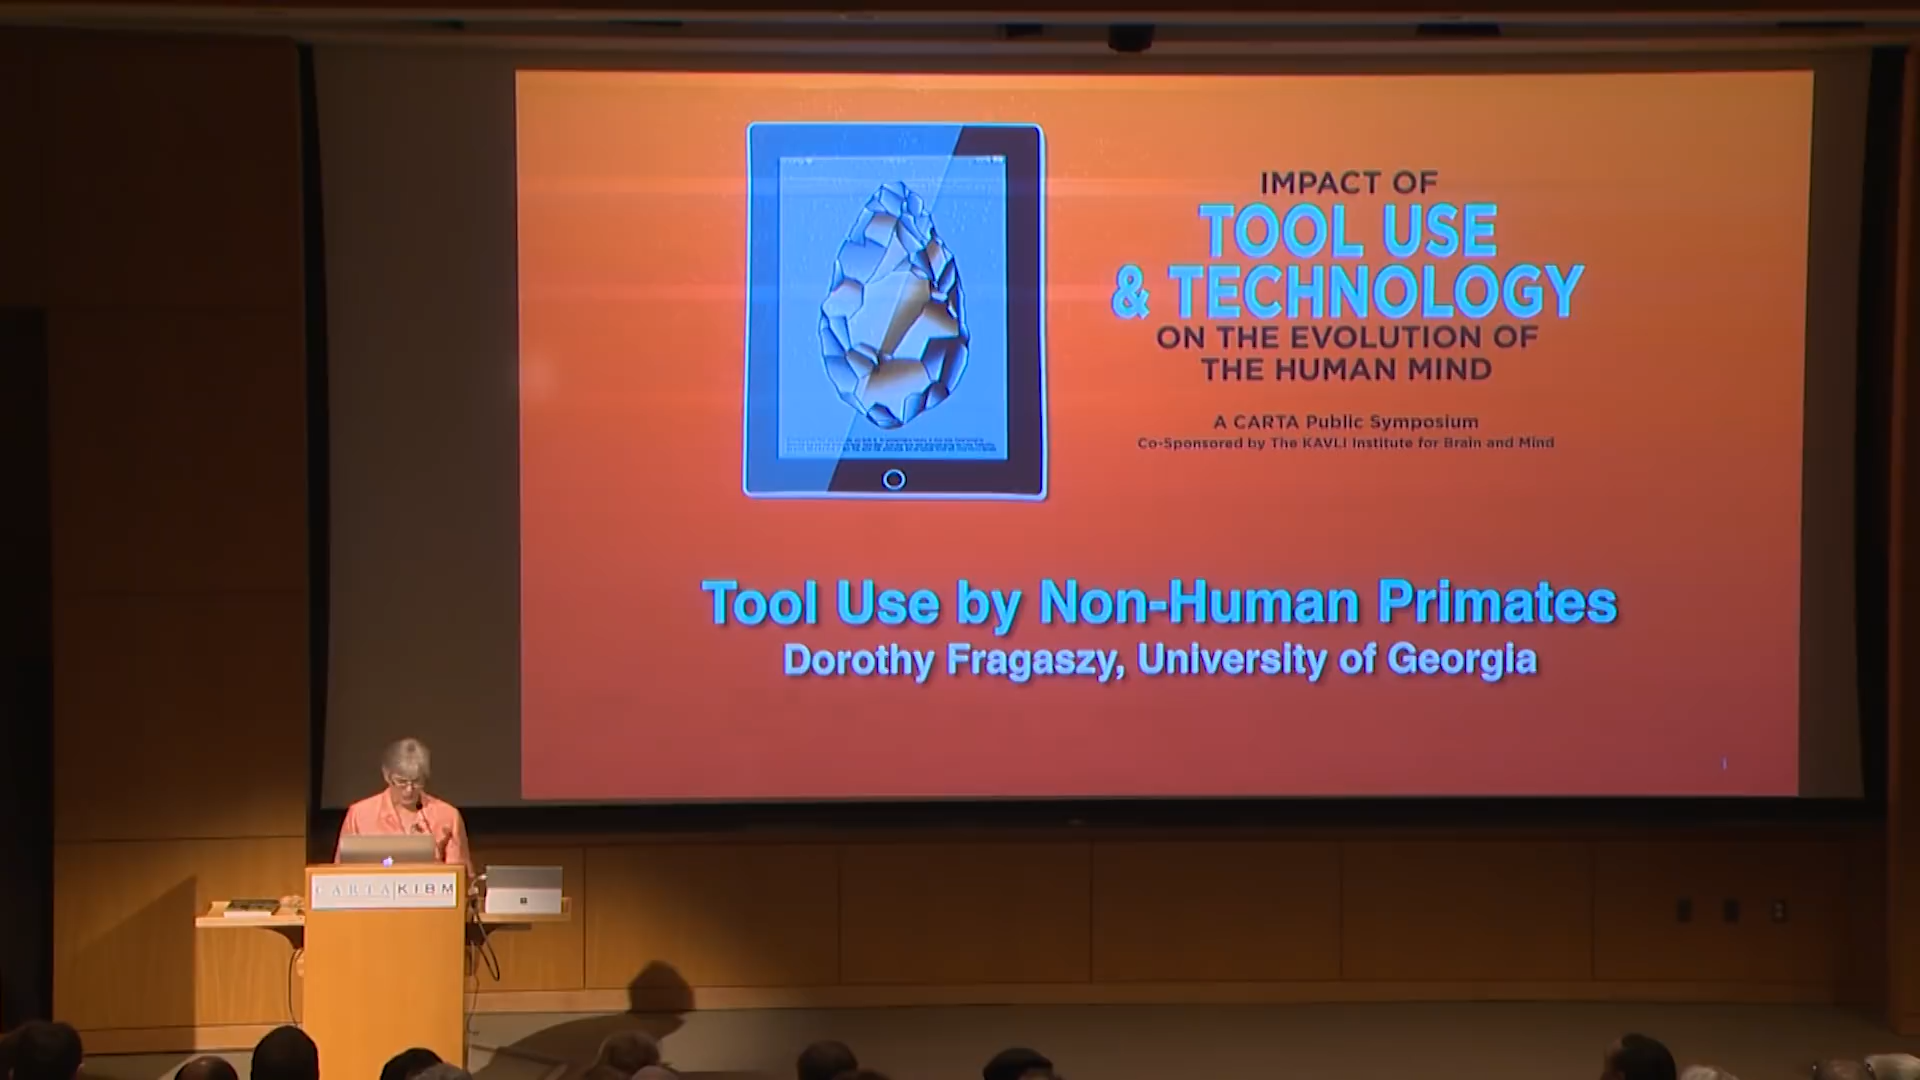 IMPACT OF
TOOL USE
& TECHNOLOGY
ON THE EVOLUTION OF
THE HUMAN MIND
A CARTA Public Symposium
Co-Sponsored by The KAVLI Institute for Brain and Mind
Tool Use by Non-Human Primates
Dorothy Fragaszy, University of Georgia
CARTA|KIBM